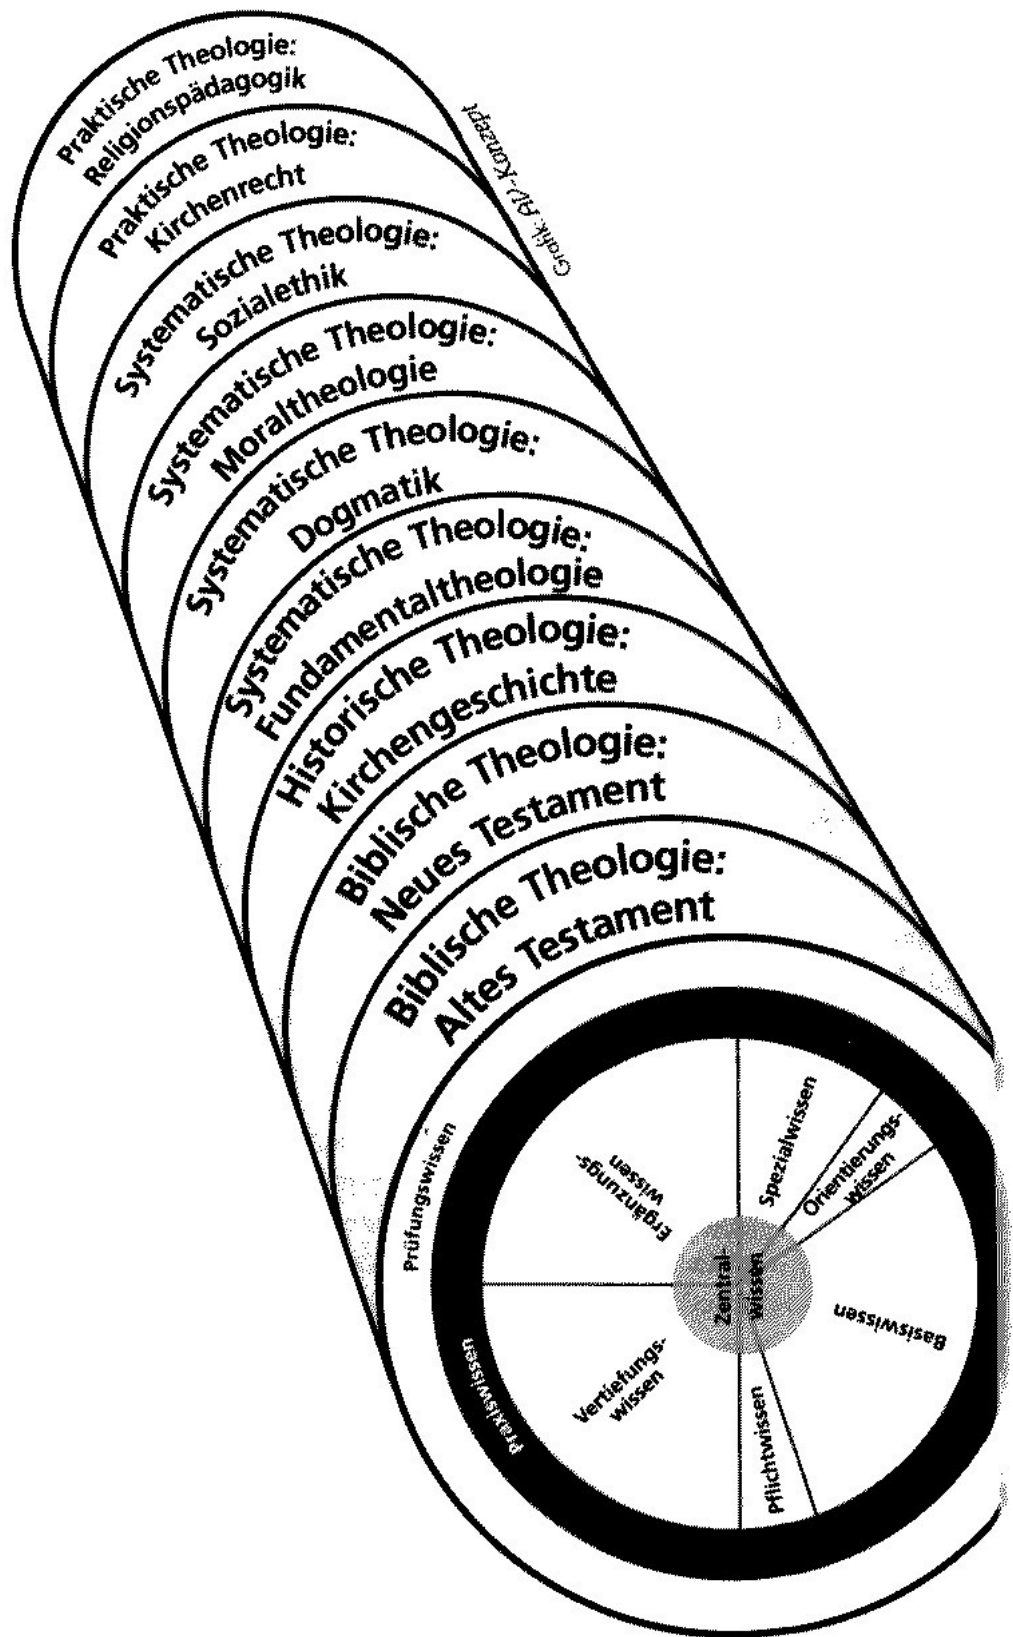 Praktische Theologie:
Religionspädagogik
Praktische Theologie:
Kirchenrecht
Systematische Theologie:
Sozialethik
Systematische Theologie:
Moraltheologie
Systematische Theologie:
Dogmatik
Systematische Theologie:
Fundamentaltheologie
Historische Theologie:
Kirchengeschichte
Biblische Theologie:
Neues Testament
Biblische Theologie:
Altes Testament
Grafik: AV-Konzept
Prüfungswissen
Praxiswissen
Ergänzungs-
wissen
Spezialwissen
Orientierungs-
wissen
Zentral-
wissen
Basiswissen
Vertiefungs-
wissen
Pflichtwissen